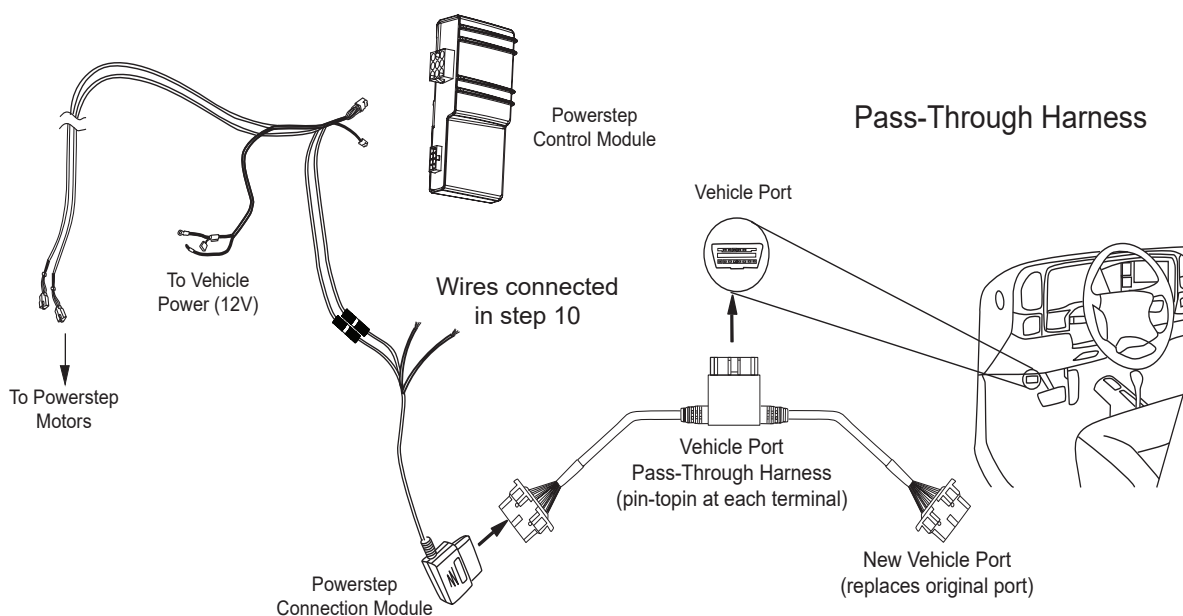 Powerstep
Control Module
Pass-Through Harness
Vehicle Port
To Vehicle
Power (12V)
Wires connected
in step 10
To Powerstep
Motors
Vehicle Port
Pass-Through Harness
(pin-topin at each terminal)
New Vehicle Port
(replaces original port)
Powerstep
Connection Module